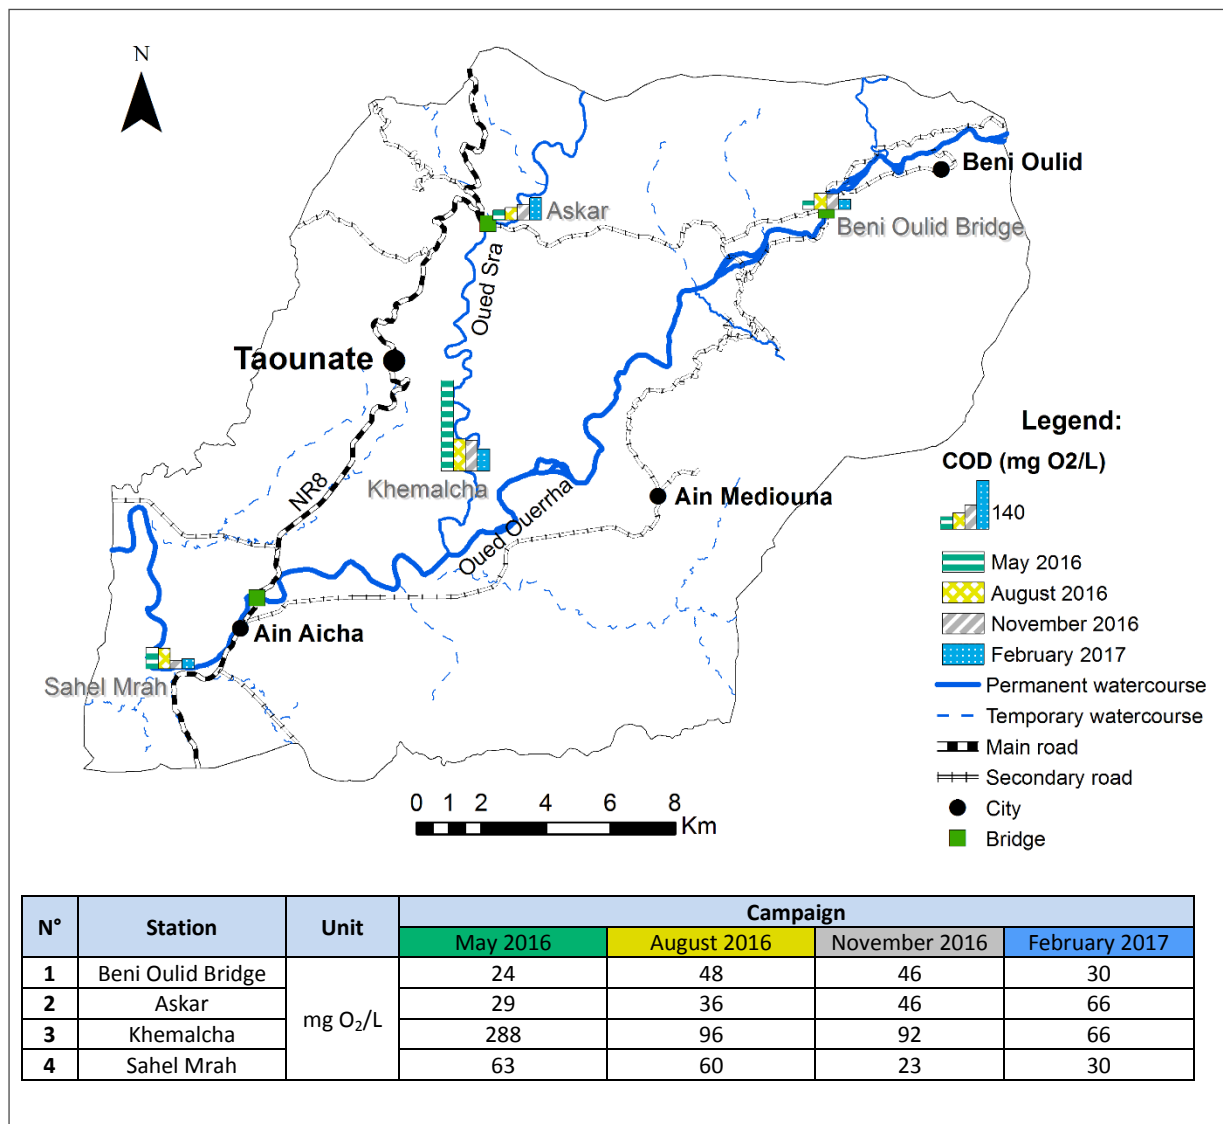 N
Beni Oulid
Askar
Beni Oulid Bridge
Oued Sra
Taounate
Legend:
COD (mg O2/L)
140
Khemalcha
NR8
Ain Mediouna
Oued Ouerrha
May 2016
August 2016
November 2016
February 2017
Ain Aicha
Sahel Mrah
Permanent watercourse
Temporary watercourse
Main road
Secondary road
City
Bridge
0 1 2 4 6 8
Km
N° Station Unit Campaign
May 2016 August 2016 November 2016 February 2017
1 Beni Oulid Bridge mg O₂/L 24 48 46 30
2 Askar 29 36 46 66
3 Khemalcha 288 96 92 66
4 Sahel Mrah 63 60 23 30